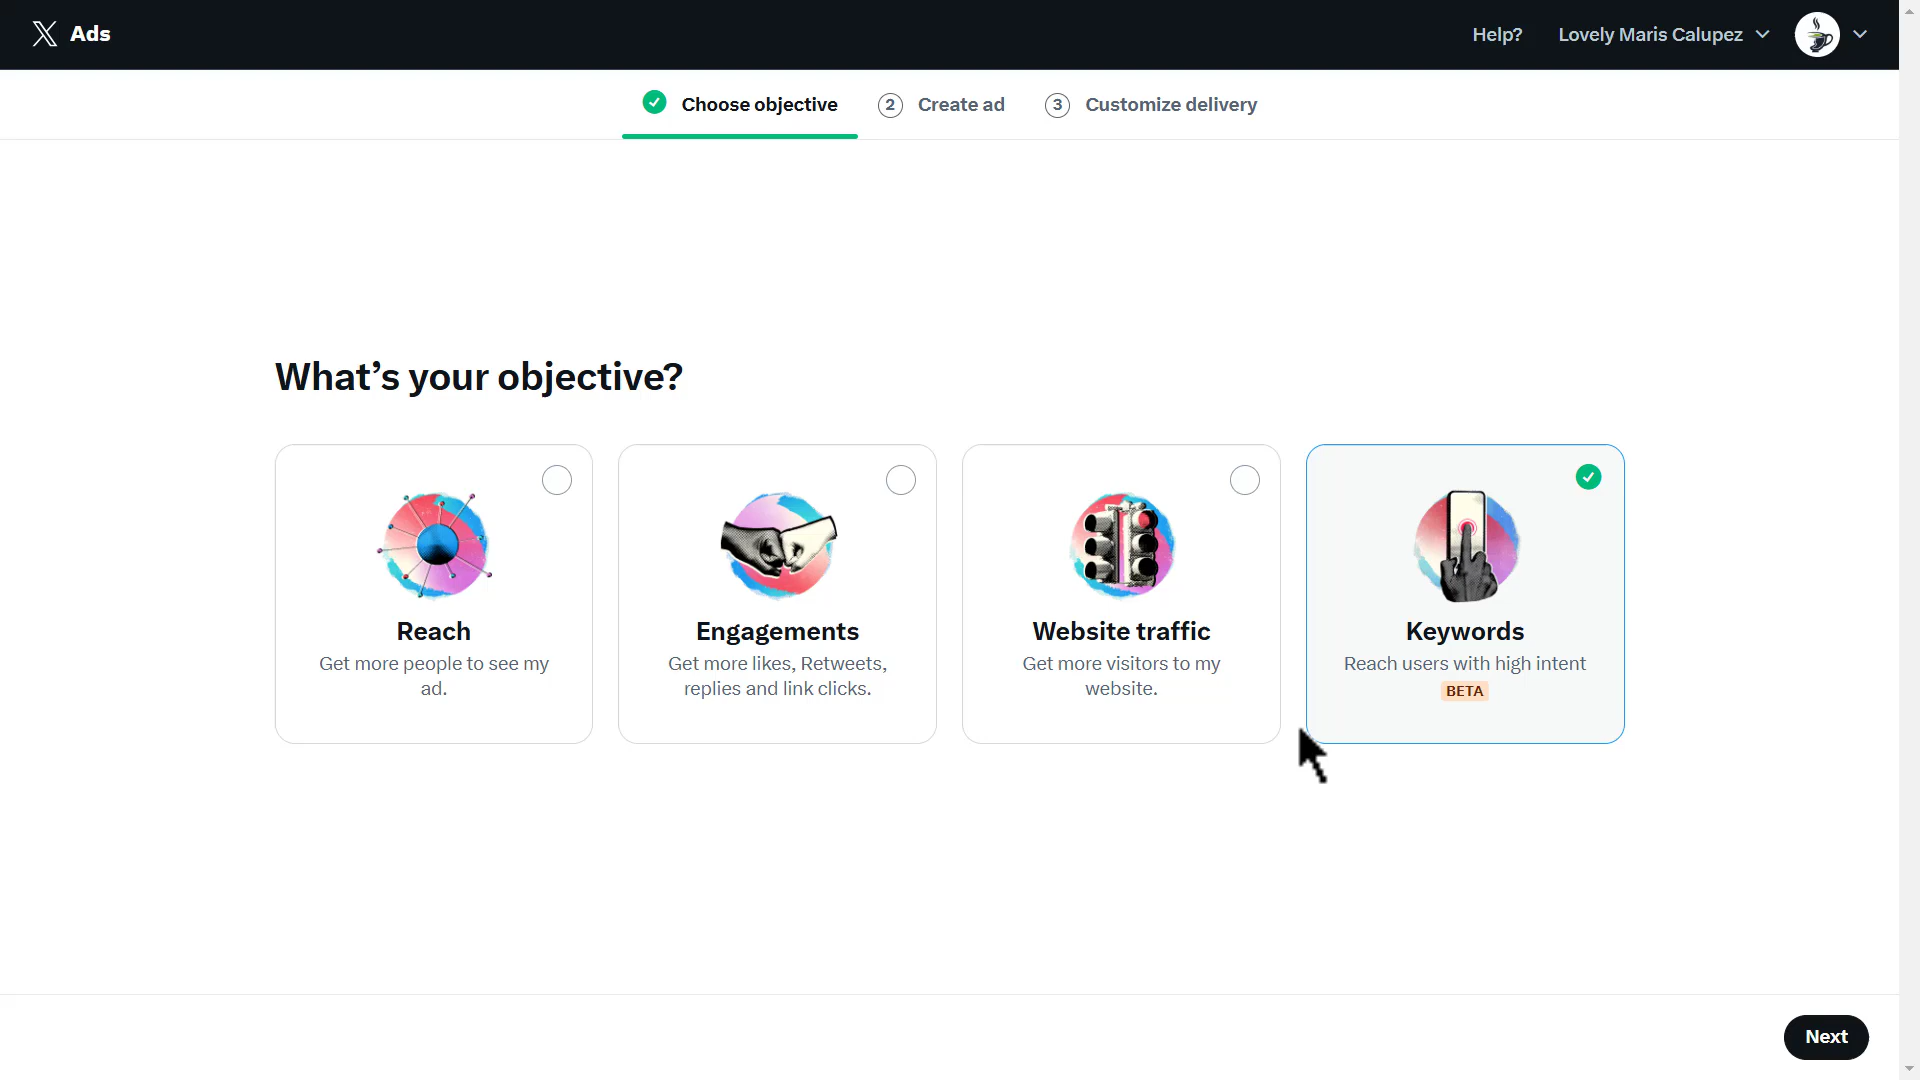 Ads
Help?
Lovely Maris Calupez
Choose objective
2 Create ad
3 Customize delivery
What’s your objective?
Reach
Get more people to see my
ad.
Engagements
Get more likes, Retweets,
replies and link clicks.
Website traffic
Get more visitors to my
website.
Keywords
Reach users with high intent
BETA
Next